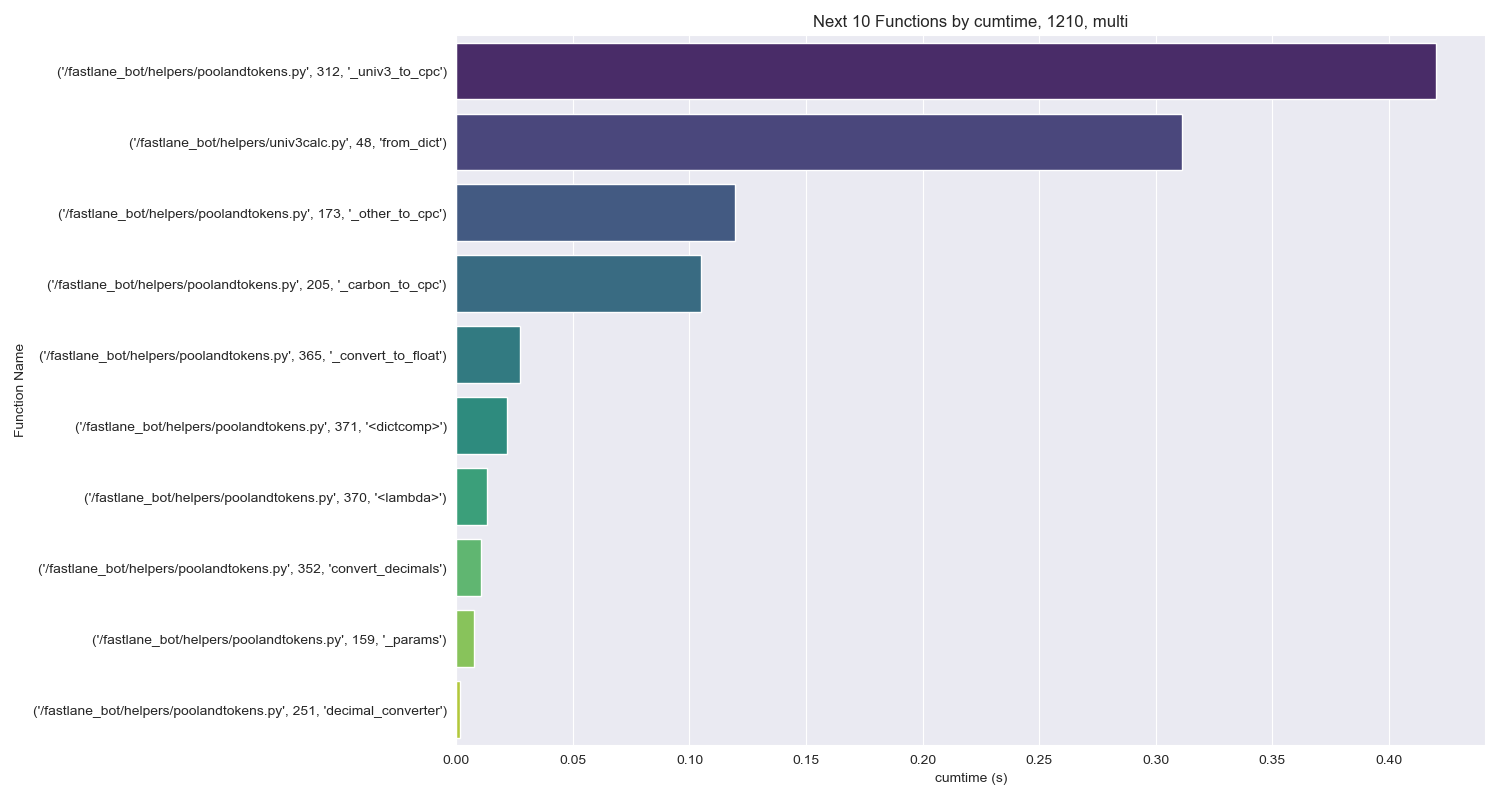 Next 10 Functions by cumtime, 1210, multi
Function Name
('/fastlane_bot/helpers/poolandtokens.py', 312, '_univ3_to_cpc')
('/fastlane_bot/helpers/univ3calc.py', 48, 'from_dict')
('/fastlane_bot/helpers/poolandtokens.py', 173, '_other_to_cpc')
('/fastlane_bot/helpers/poolandtokens.py', 205, '_carbon_to_cpc')
('/fastlane_bot/helpers/poolandtokens.py', 365, '_convert_to_float')
('/fastlane_bot/helpers/poolandtokens.py', 371, '<dictcomp>')
('/fastlane_bot/helpers/poolandtokens.py', 370, '<lambda>')
('/fastlane_bot/helpers/poolandtokens.py', 352, 'convert_decimals')
('/fastlane_bot/helpers/poolandtokens.py', 159, '_params')
('/fastlane_bot/helpers/poolandtokens.py', 251, 'decimal_converter')
0.00 0.05 0.10 0.15 0.20 0.25 0.30 0.35 0.40
cumtime (s)